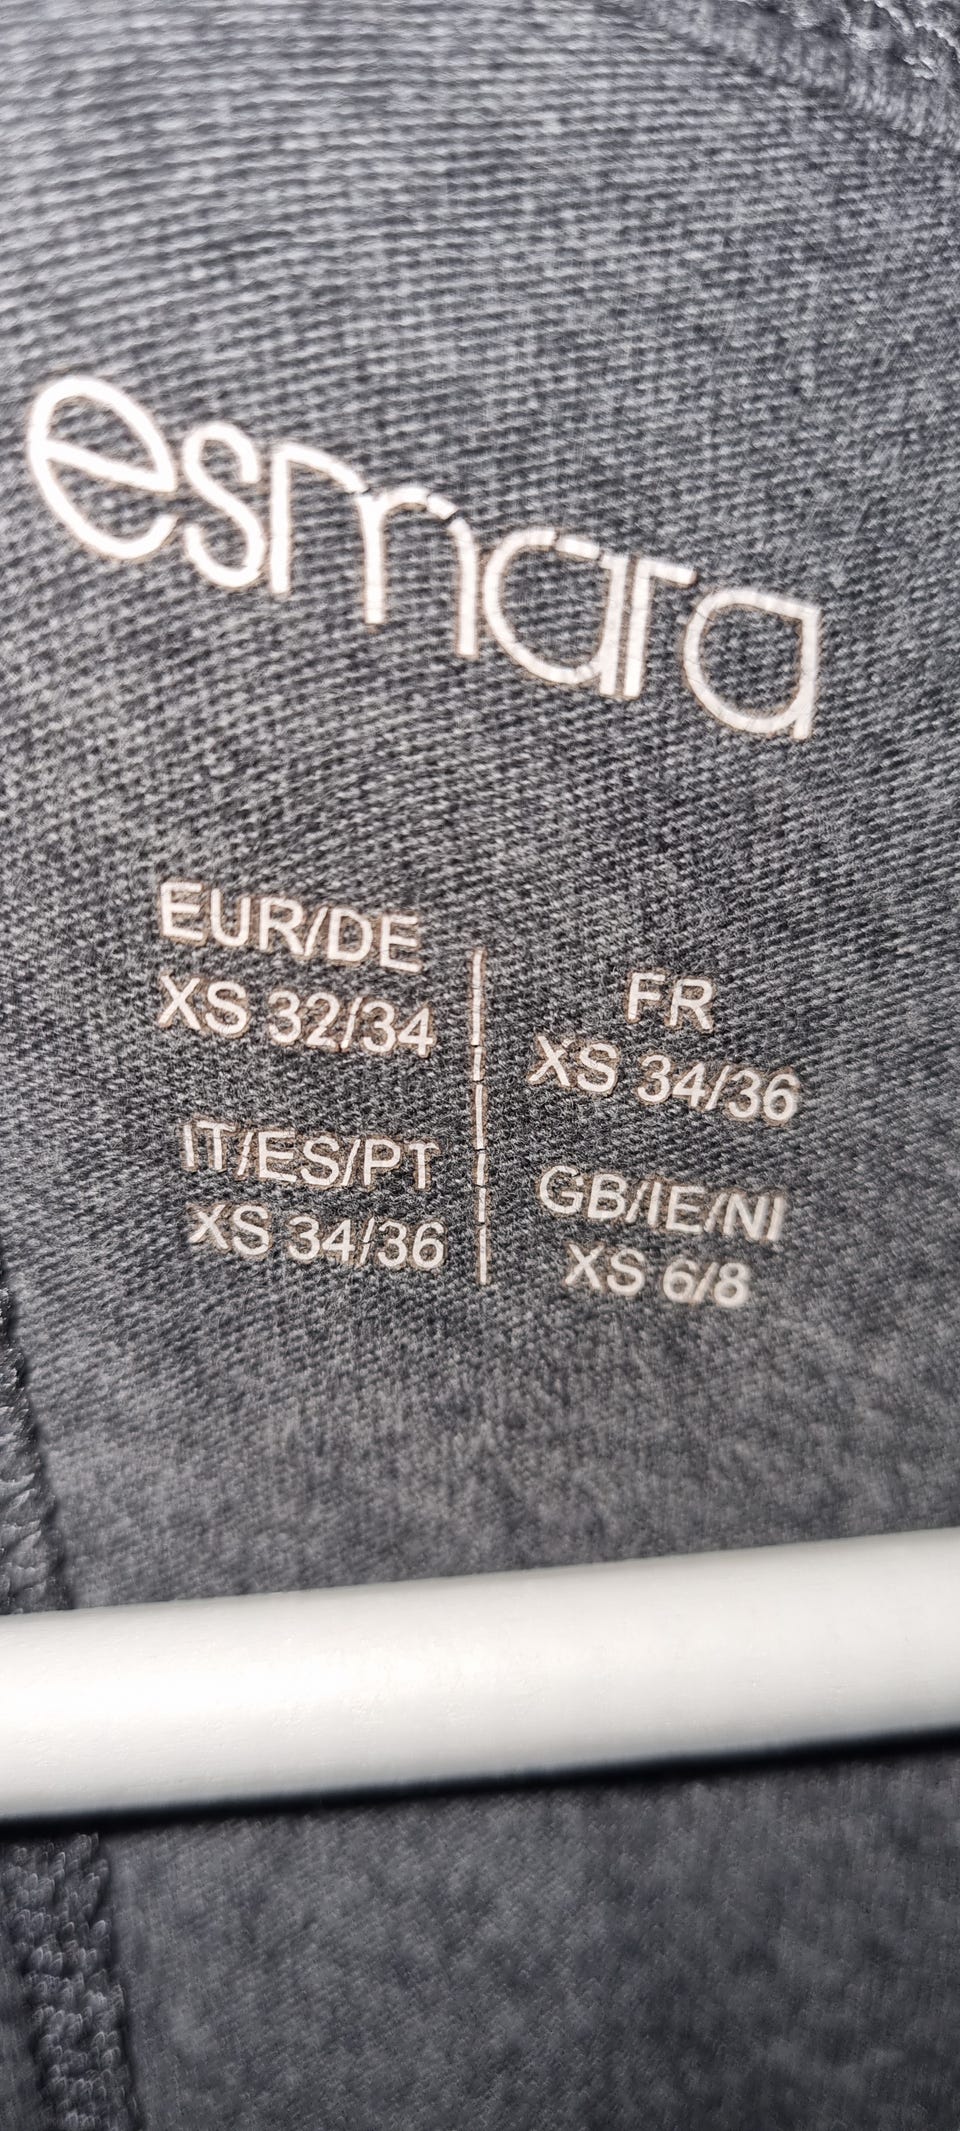 esmara
EUR/DE
XS 32/34
FR
XS 34/36
IT/ES/PT
XS 34/36
GB/IE/NI
XS 6/8